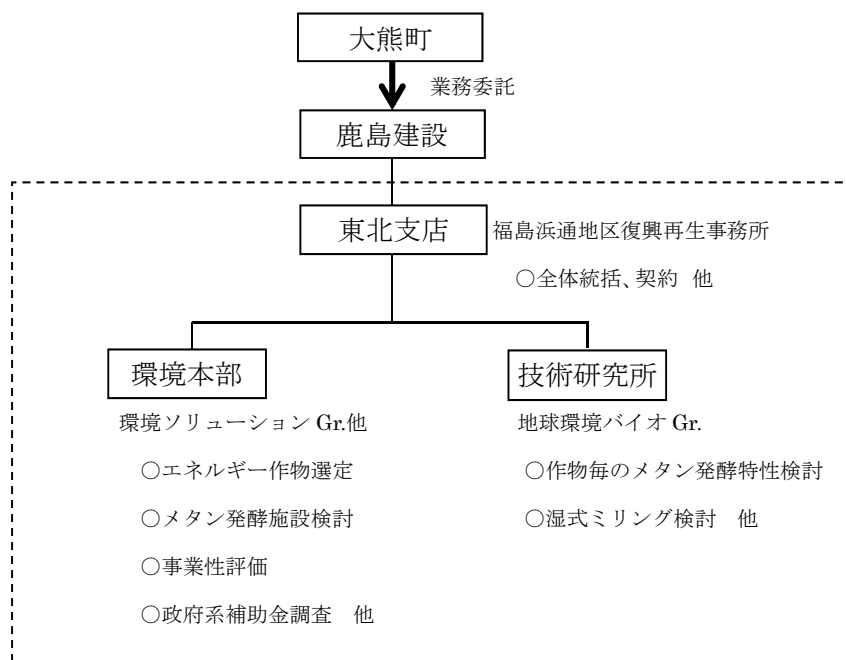 大熊町
業務委託
鹿島建設
東北支店
福島浜通地区復興再生事務所
○全体統括、契約 他
環境本部
環境ソリューション Gr.他
○エネルギー作物選定
○メタン発酵施設検討
○事業性評価
○政府系補助金調査 他
技術研究所
地球環境バイオ Gr.
○作物毎のメタン発酵特性検討
○湿式ミリング検討 他